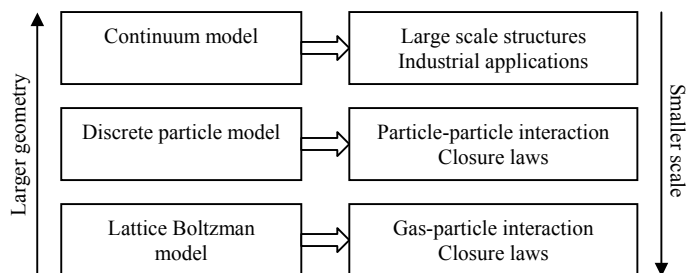 Larger geometry
Continuum model
Large scale structures
Industrial applications
Discrete particle model
Particle-particle interaction
Closure laws
Lattice Boltzman
model
Gas-particle interaction
Closure laws
Smaller scale